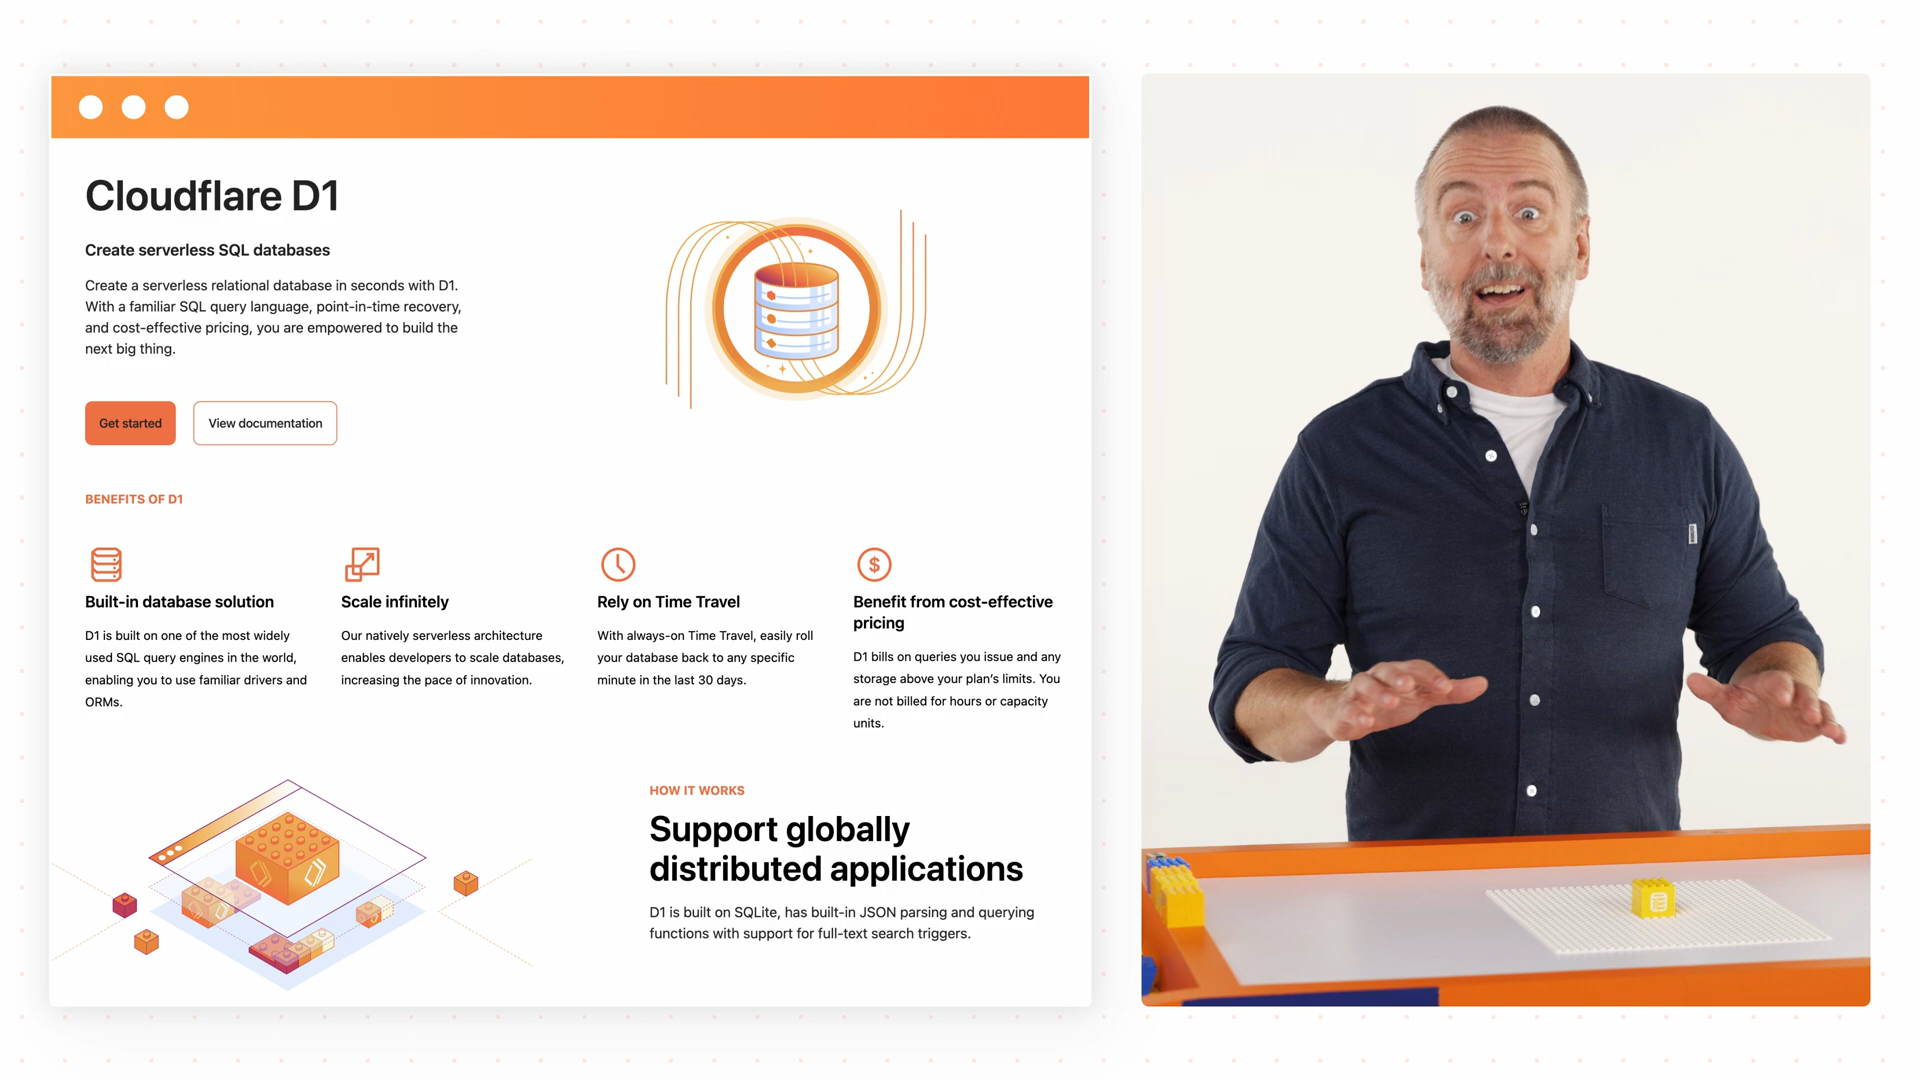 Cloudflare D1
Create serverless SQL databases
Create a serverless relational database in seconds with D1.
With a familiar SQL query language, point-in-time recovery,
and cost-effective pricing, you are empowered to build the
next big thing.
Get started
View documentation
BENEFITS OF D1
Built-in database solution
D1 is built on one of the most widely
used SQL query engines in the world,
enabling you to use familiar drivers and
ORMs.
Scale infinitely
Our natively serverless architecture
enables developers to scale databases,
increasing the pace of innovation.
Rely on Time Travel
With always-on Time Travel, easily roll
your database back to any specific
minute in the last 30 days.
$
Benefit from cost-effective
pricing
D1 bills on queries you issue and any
storage above your plan's limits. You
are not billed for hours or capacity
units.
HOW IT WORKS
Support globally
distributed applications
D1 is built on SQLite, has built-in JSON parsing and querying
functions with support for full-text search triggers.